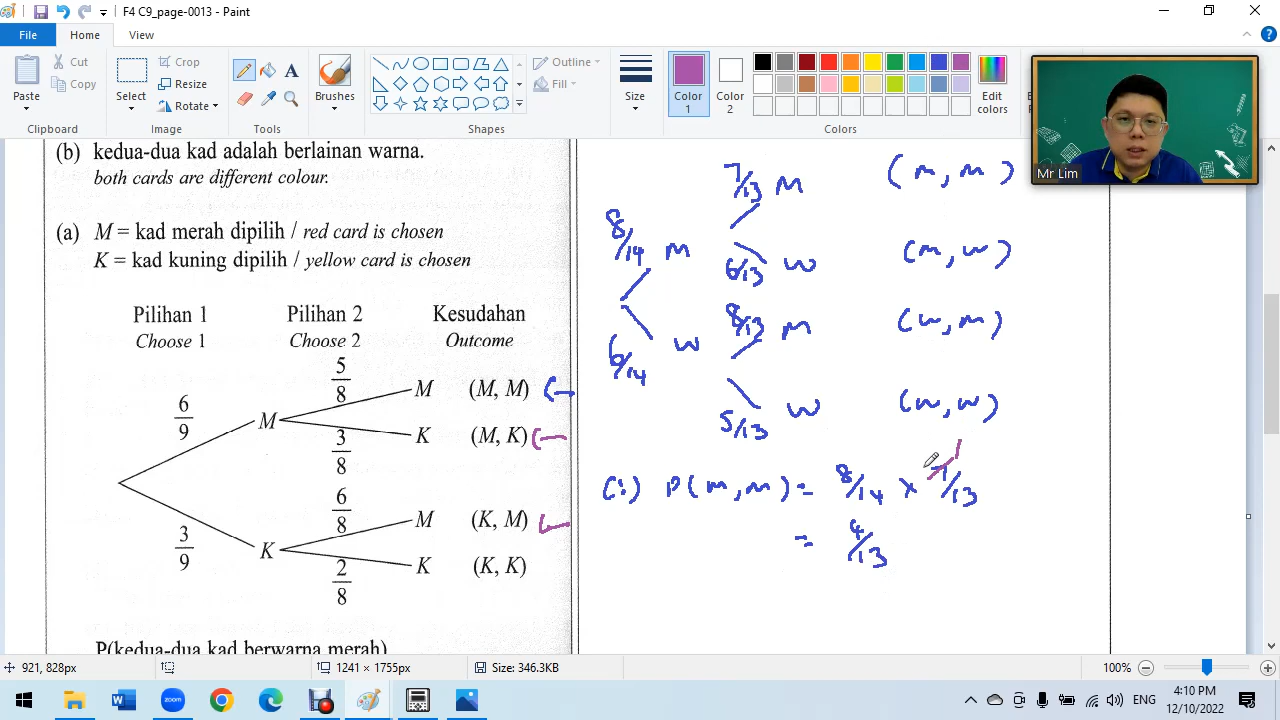 F4 C9_page-0013 - Paint
File
Home
View
Paste
Cut
Copy
Clipboard
Select
Crop
Resize
Rotate
Image
A
Tools
Brushes
Outline
Fill
Shapes
Size
Color 1
Color 2
Edit colors
Colors
Mr Lim
(b) kedua-dua kad adalah berlainan warna.
both cards are different colour.
(a) M = kad merah dipilih / red card is chosen
K = kad kuning dipilih / yellow card is chosen
Pilihan 1 Pilihan 2 Kesudahan
Choose 1 Choose 2 Outcome
6/9 M 5/8 M (M, M)
3/8 K (M, K)
3/9 K 6/8 M (K, M)
2/8 K (K, K)
P(kedua-dua kad berwarna merah)
8/14 M 7/13 M (M, M)
6/13 W (M, W)
6/14 W 8/13 M (W, M)
5/13 W (W, W)
(i) P(M, M) = 8/14 × 7/13 1
= 4/13
921, 828px
1241 × 1755px
Size: 346.3KB
100%
ENG
4:10 PM
12/10/2022
zoom